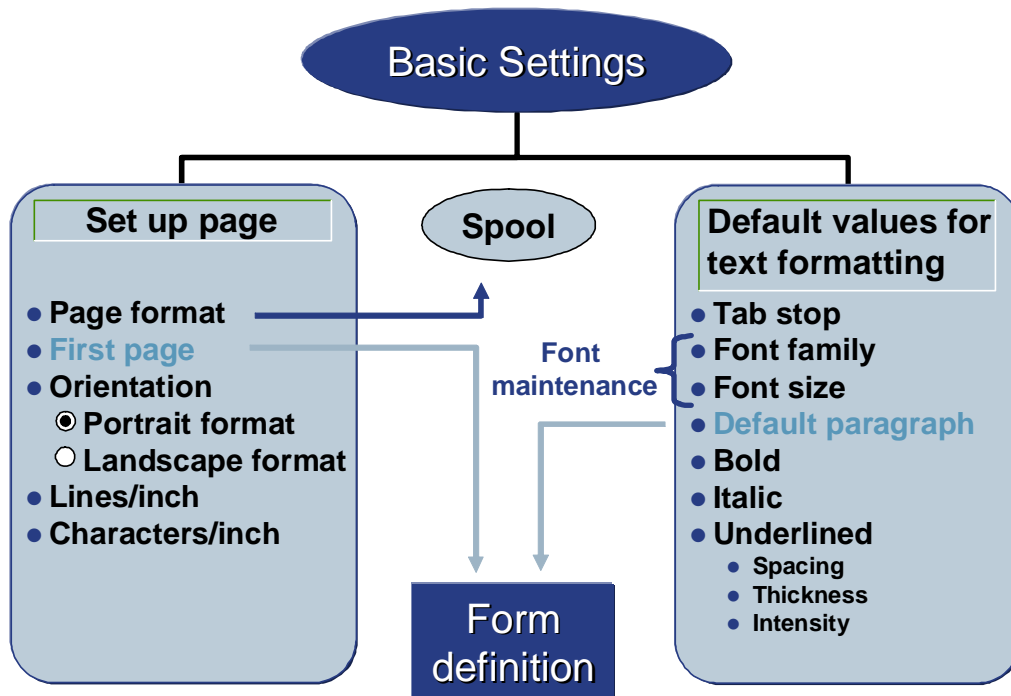 Basic Settings
Set up page
Page format
First page
Orientation
Portrait format
Landscape format
Lines/inch
Characters/inch
Spool
Font
maintenance
Default values for
text formatting
Tab stop
Font family
Font size
Default paragraph
Bold
Italic
Underlined
Spacing
Thickness
Intensity
Form
definition